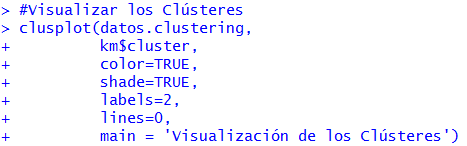 > #Visualizar los Clústeres
> clusplot(datos.clustering,
+ km$cluster,
+ color=TRUE,
+ shade=TRUE,
+ labels=2,
+ lines=0,
+ main = 'Visualización de los Clústeres')